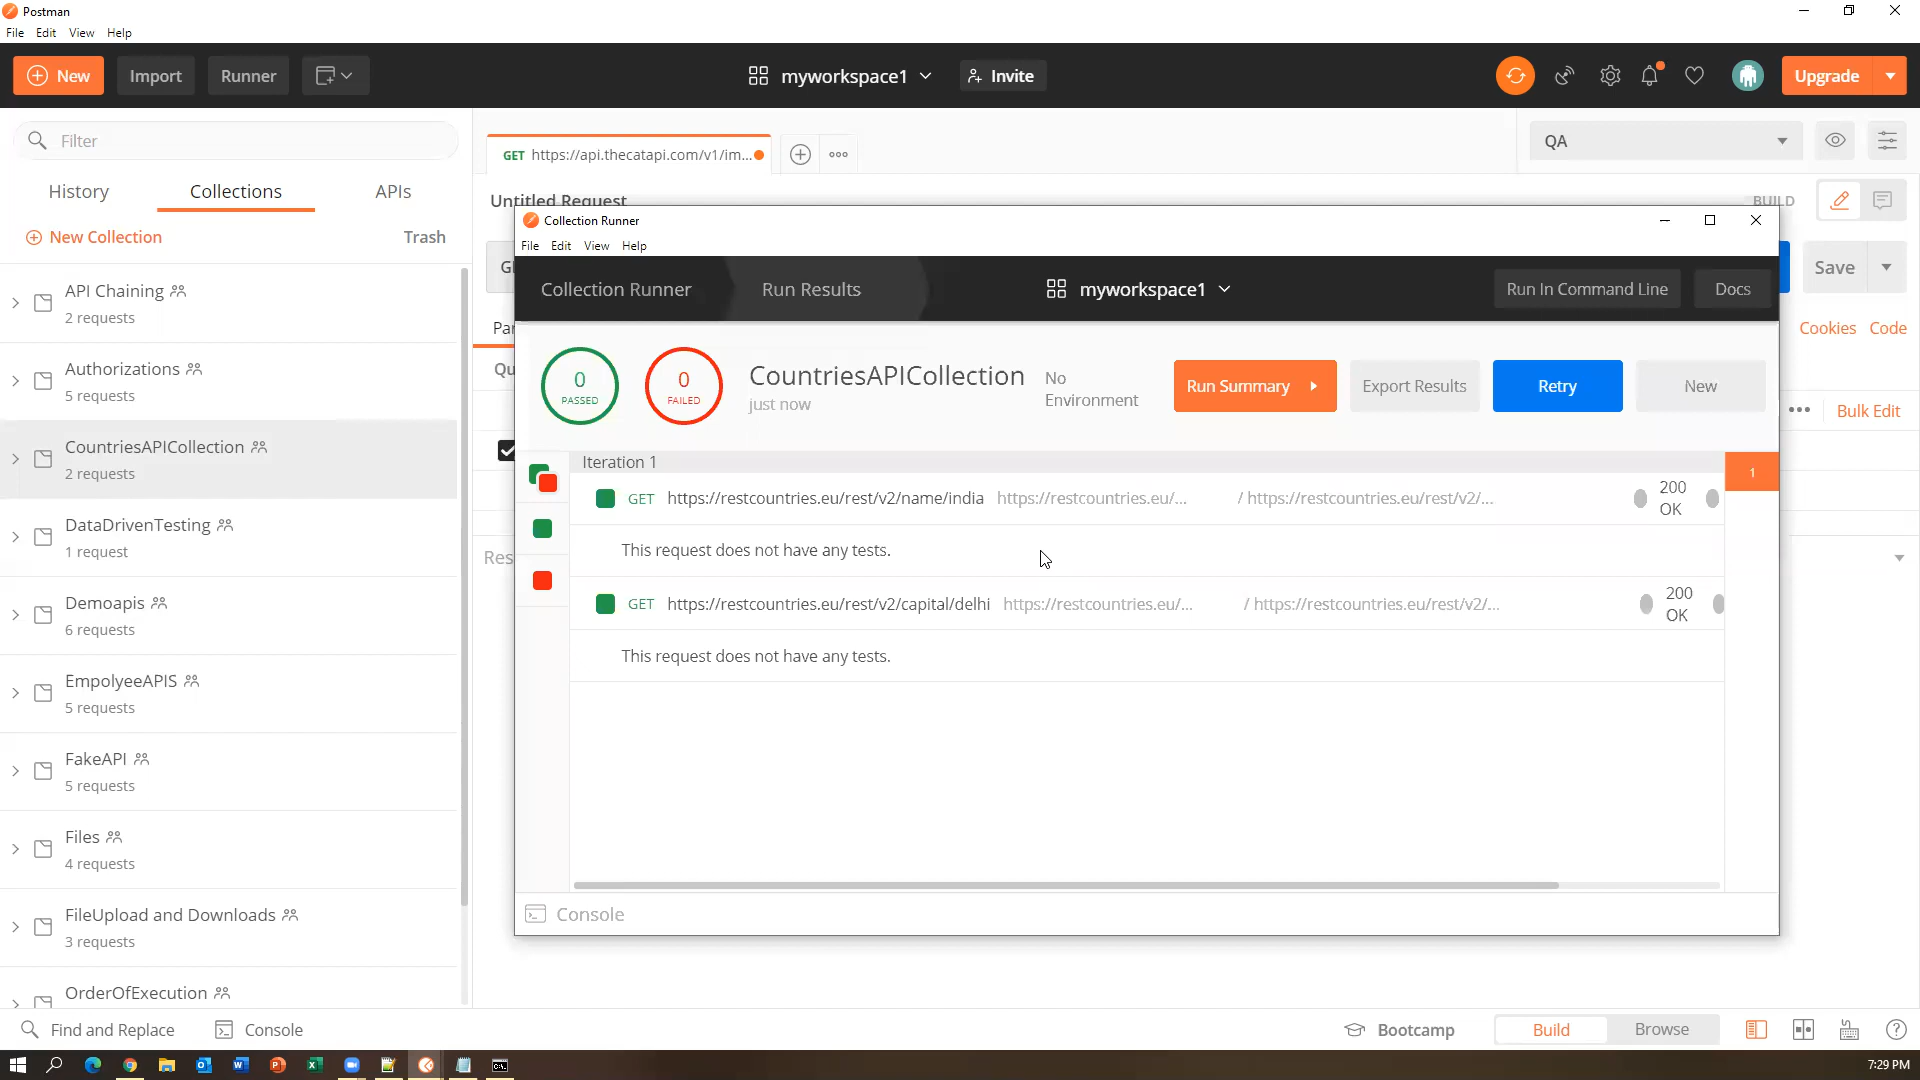 Postman
File Edit View Help
New Import Runner
myworkspace1 Invite
Upgrade
Filter
History Collections APIs
New Collection Trash
API Chaining
2 requests
Authorizations
5 requests
CountriesAPICollection
2 requests
DataDrivenTesting
1 request
Demoapis
6 requests
EmpolyeeAPIS
5 requests
FakeAPI
5 requests
Files
4 requests
FileUpload and Downloads
3 requests
OrderOfExecution
GET https://api.thecatapi.com/v1/im...
QA
Untitled Request
BUILD
Save
Cookies Code
Bulk Edit
Collection Runner
File Edit View Help
Collection Runner Run Results
myworkspace1
Run In Command Line Docs
0
PASSED
0
FAILED
CountriesAPICollection
just now
No
Environment
Run Summary Export Results Retry New
Iteration 1
1
GET https://restcountries.eu/rest/v2/name/india https://restcountries.eu/... / https://restcountries.eu/rest/v2/... 200 OK
This request does not have any tests.
GET https://restcountries.eu/rest/v2/capital/delhi https://restcountries.eu/... / https://restcountries.eu/rest/v2/... 200 OK
This request does not have any tests.
Console
Find and Replace Console
Bootcamp Build Browse
7:29 PM